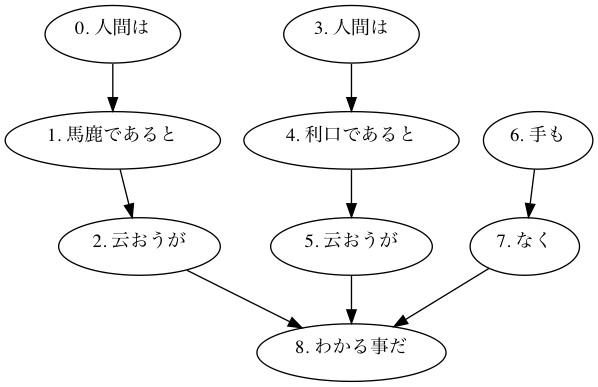 0. 人間は
3. 人間は
1. 馬鹿であると
4. 利口であると
6. 手も
2. 云おうが
5. 云おうが
7. なく
8. わかる事だ